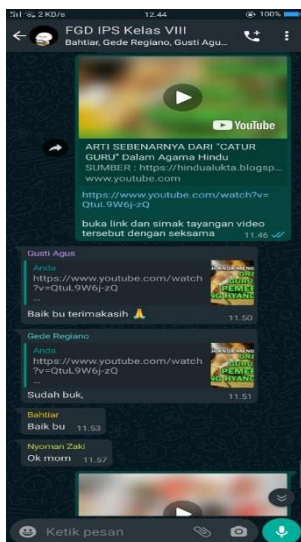 2 KB/s 12.44 100%
FGD IPS Kelas VIII
Bahtiar, Gede Regiano, Gusti Agu...
YouTube
ARTI SEBENARNYA DARI "CATUR
GURU" Dalam Agama Hindu
SUMBER : https://hindualukta.blogsp...
www.youtube.com
https://www.youtube.com/watch?v=
QtuL9W6j-zQ
buka link dan simak tayangan video
tersebut dengan seksama
11.46
Gusti Agus
Anda
https://www.youtube.com/watch
?v=QtuL9W6j-zQ
...
Baik bu terimakasih 🙏
11.50
Gede Regiano
Anda
https://www.youtube.com/watch
?v=QtuL9W6j-zQ
...
Sudah buk,
11.51
Bahtiar
Baik bu 11.53
Nyoman Zaki
Ok mom 11.57
Ketik pesan